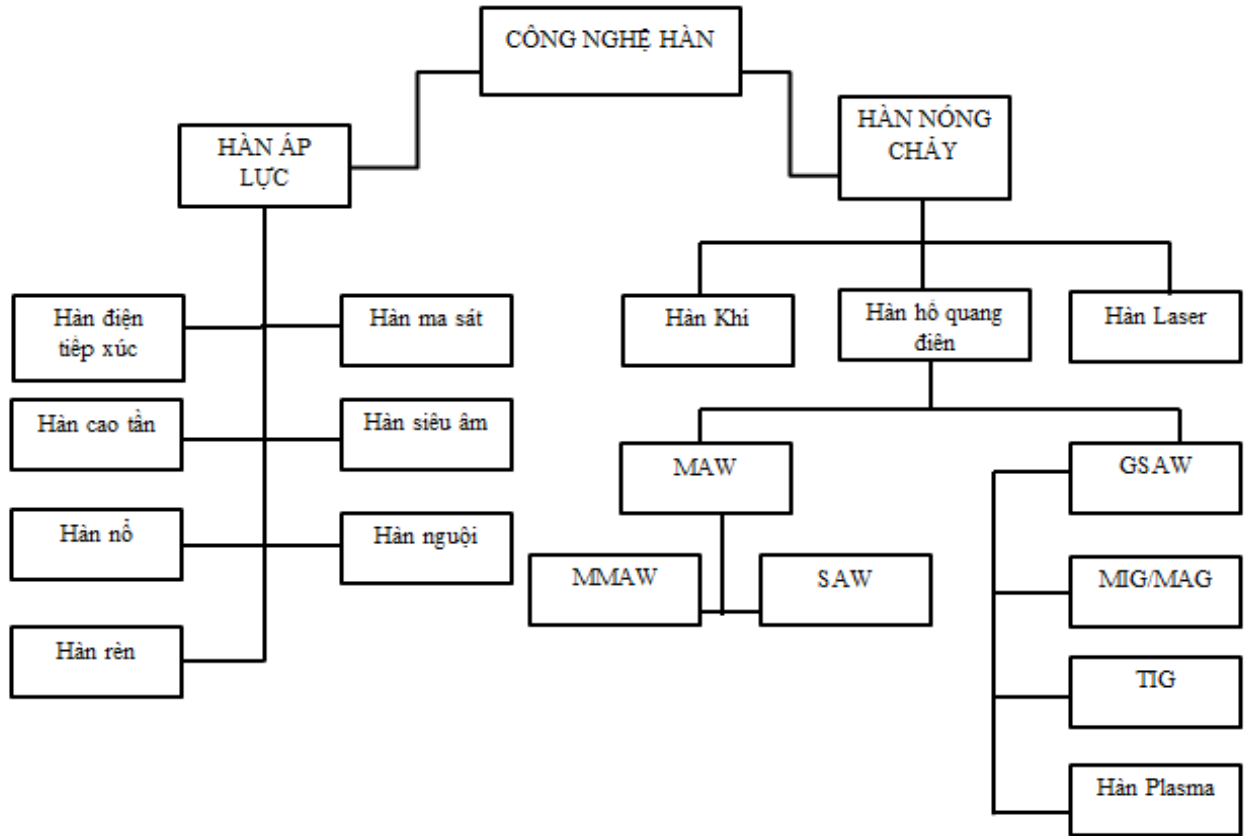 CÔNG NGHỆ HÀN
HÀN ÁP
LỰC
HÀN NÓNG
CHẢY
Hàn điện
tiếp xúc
Hàn ma sát
Hàn cao tần
Hàn siêu âm
Hàn nổ
Hàn nguội
Hàn rèn
Hàn Khí
Hàn hồ quang
điên
Hàn Laser
MAW
GSAW
MMAW
SAW
MIG/MAG
TIG
Hàn Plasma